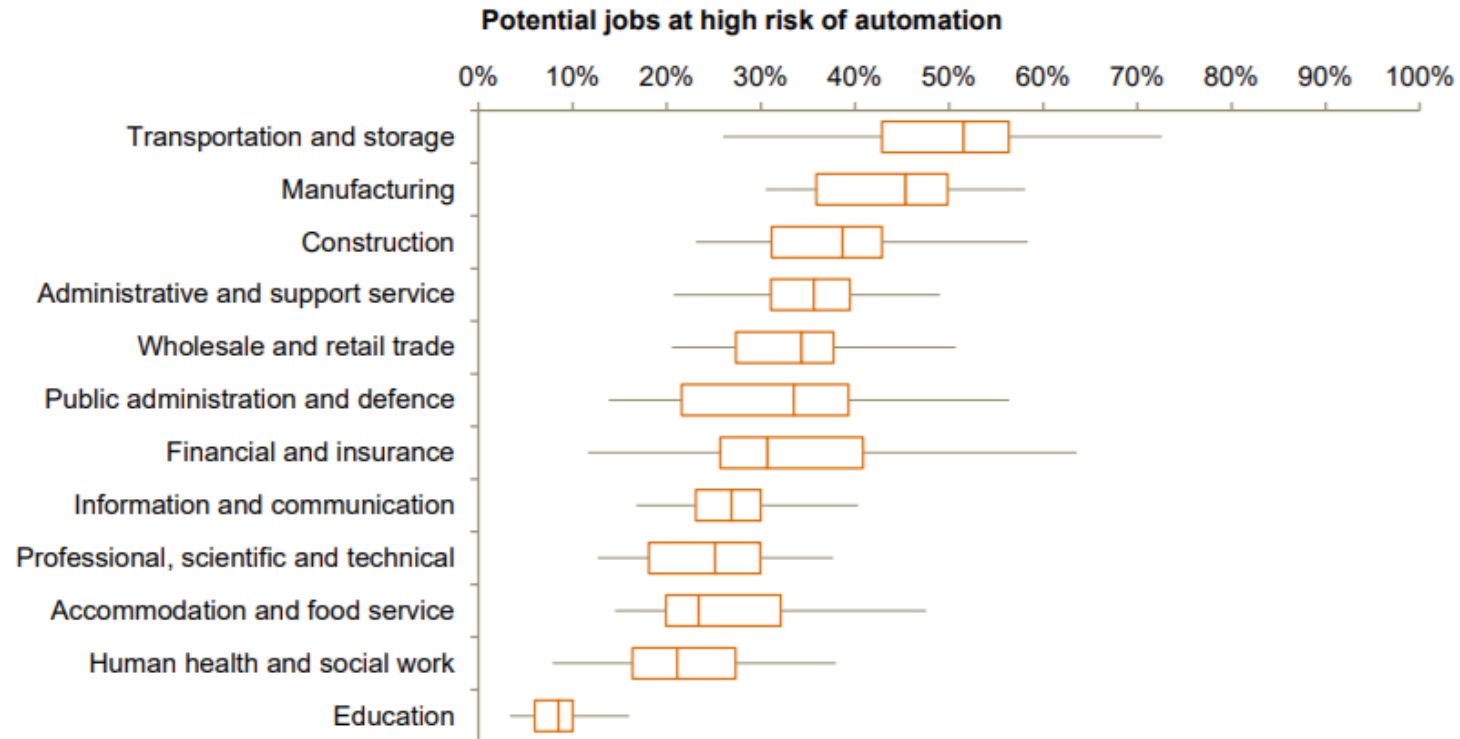 Potential jobs at high risk of automation
0% 10% 20% 30% 40% 50% 60% 70% 80% 90% 100%
Transportation and storage
Manufacturing
Construction
Administrative and support service
Wholesale and retail trade
Public administration and defence
Financial and insurance
Information and communication
Professional, scientific and technical
Accommodation and food service
Human health and social work
Education